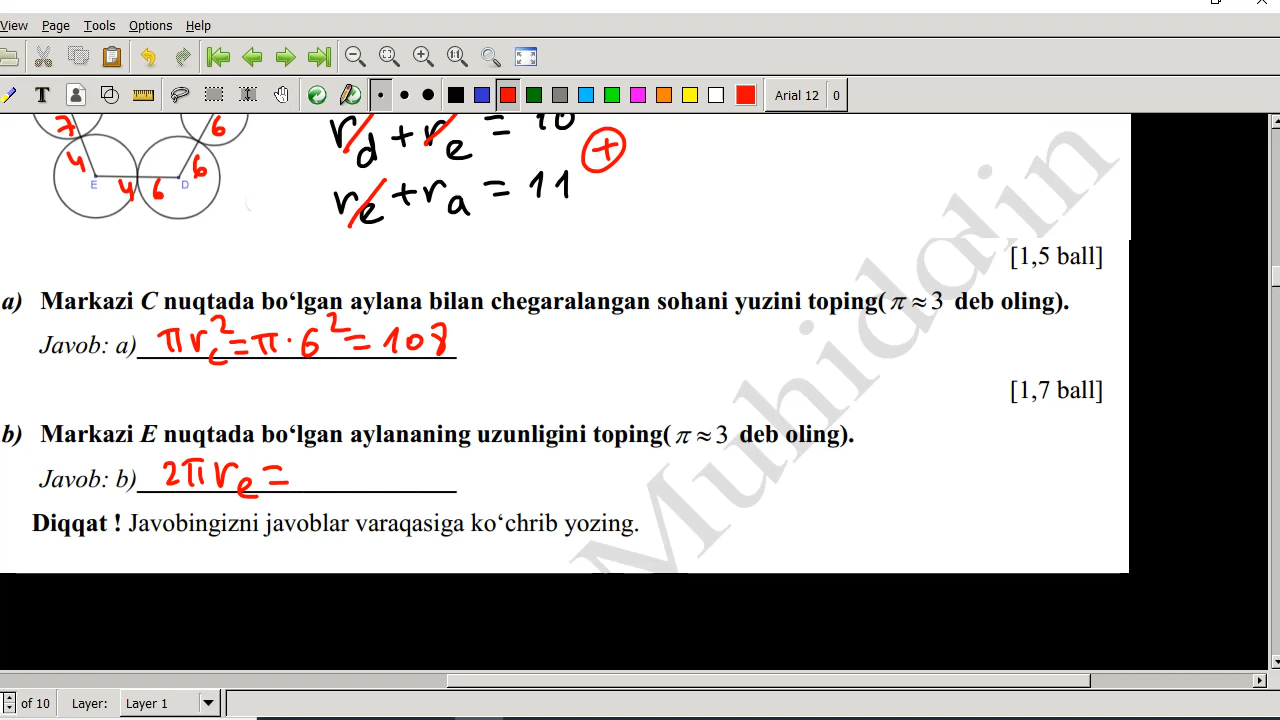 View Page Tools Options Help
T Arial 12 0
7 6
4 6
E 4 6 D
r_d + r_e = 10
+
r_e + r_a = 11
[1,5 ball]
a) Markazi C nuqtada bo‘lgan aylana bilan chegaralangan sohani yuzini toping( π ≈ 3 deb oling).
Javob: a) πr_c² = π · 6² = 108
[1,7 ball]
b) Markazi E nuqtada bo‘lgan aylananing uzunligini toping( π ≈ 3 deb oling).
Javob: b) 2πr_e =
Diqqat ! Javobingizni javoblar varaqasiga ko‘chrib yozing.
Muhiddin
of 10 Layer: Layer 1